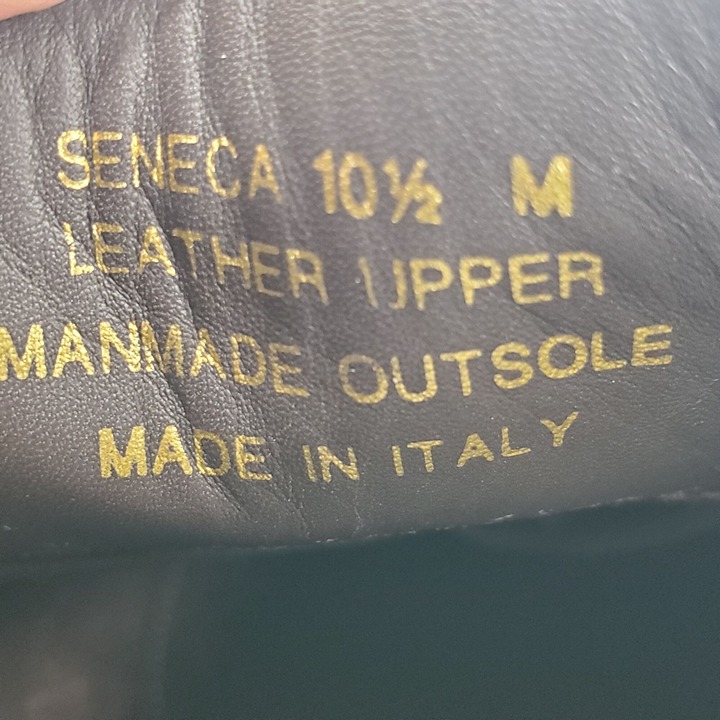 SENECA 10½ M
LEATHER UPPER
MANMADE OUTSOLE
MADE IN ITALY